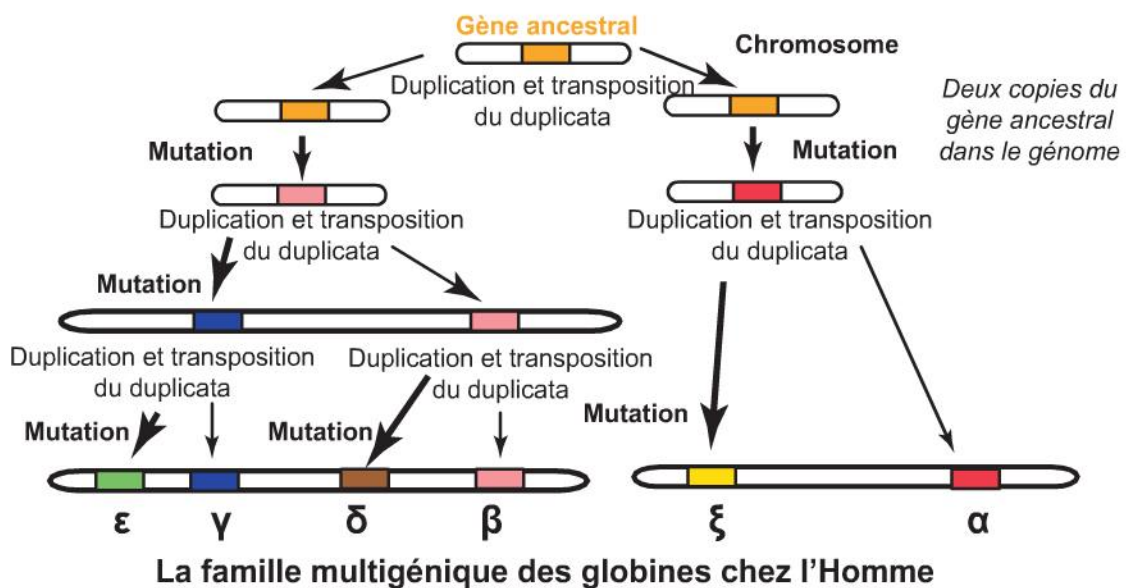 Gène ancestral
Chromosome
Duplication et transposition
du duplicata
Deux copies du
gène ancestral
dans le génome
Mutation
Mutation
Duplication et transposition
du duplicata
Duplication et transposition
du duplicata
Mutation
Duplication et transposition
du duplicata
Duplication et transposition
du duplicata
Mutation
Mutation
Mutation
ε γ δ β ξ α
La famille multigénique des globines chez l'Homme